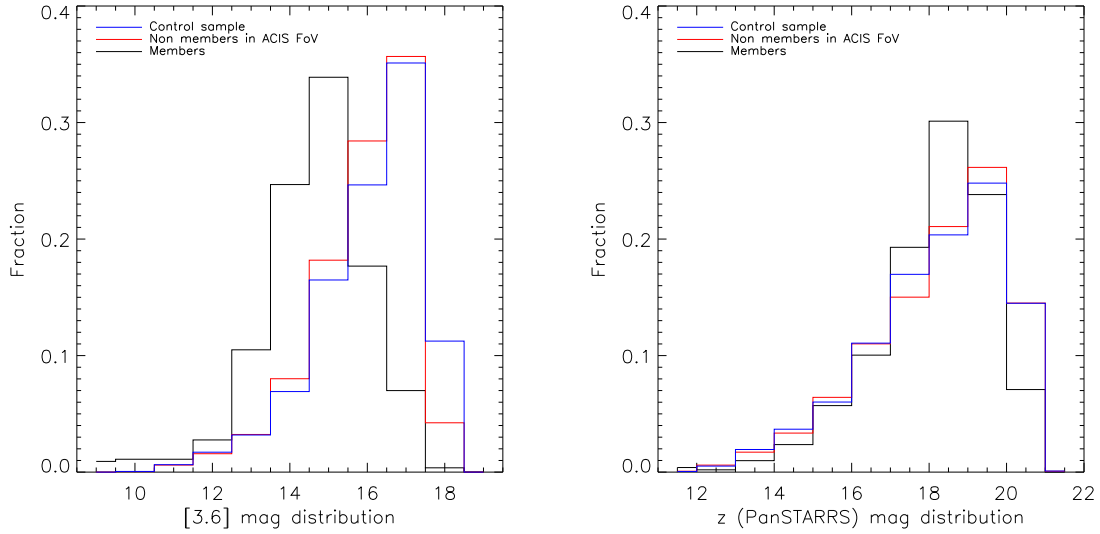 Control sample
Non members in ACIS FoV
Members
0.4
0.3
0.2
0.1
0.0
Fraction
10 12 14 16 18
[3.6] mag distribution
Control sample
Non members in ACIS FoV
Members
0.4
0.3
0.2
0.1
0.0
Fraction
12 14 16 18 20 22
z (PanSTARRS) mag distribution